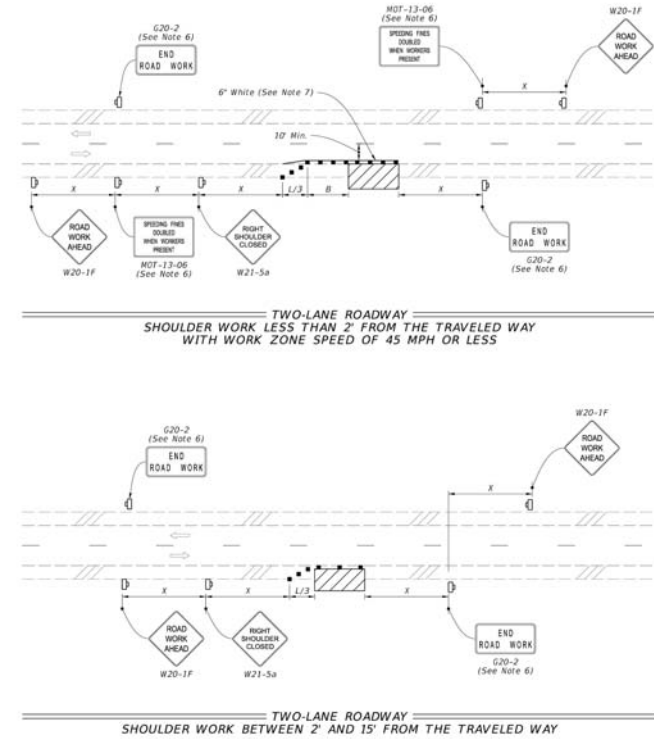 W20-1F
MOT-13-06
(See Note 6)
G20-2
(See Note 6)
SPEEDING FINES
DOUBLED
WHEN WORKERS
PRESENT
ROAD
WORK
AHEAD
END
ROAD WORK
X
6" White (See Note 7)
10' Min.
X
X
X
L/3
B
X
ROAD
WORK
AHEAD
W20-1F
SPEEDING FINES
DOUBLED
WHEN WORKERS
PRESENT
MOT-13-06
(See Note 6)
RIGHT
SHOULDER
CLOSED
W21-5a
END
ROAD WORK
G20-2
(See Note 6)
TWO-LANE ROADWAY
SHOULDER WORK LESS THAN 2' FROM THE TRAVELED WAY
WITH WORK ZONE SPEED OF 45 MPH OR LESS
W20-1F
G20-2
(See Note 6)
ROAD
WORK
AHEAD
END
ROAD WORK
X
X
X
L/3
X
ROAD
WORK
AHEAD
W20-1F
RIGHT
SHOULDER
CLOSED
W21-5a
END
ROAD WORK
G20-2
(See Note 6)
TWO-LANE ROADWAY
SHOULDER WORK BETWEEN 2' AND 15' FROM THE TRAVELED WAY